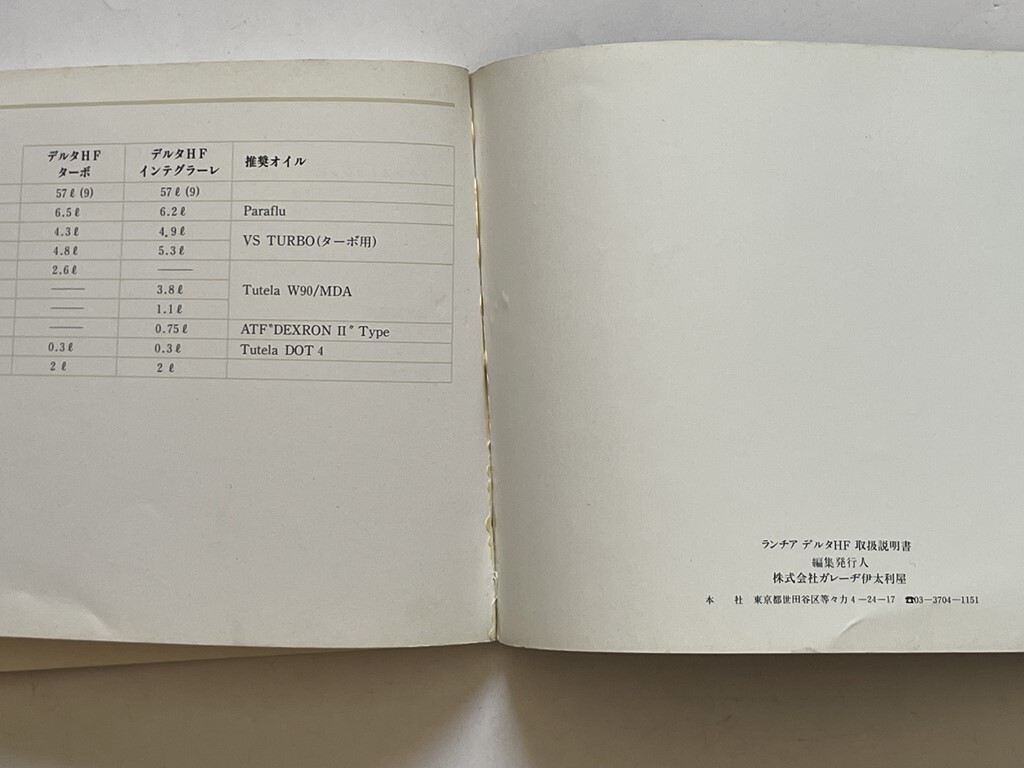 デルタHF
ターボ
デルタHF
インテグラーレ
推奨オイル
57ℓ (9) 57ℓ (9)
6.5ℓ 6.2ℓ Paraflu
4.3ℓ 4.9ℓ
VS TURBO(ターボ用)
4.8ℓ 5.3ℓ
2.6ℓ ——
—— 3.8ℓ Tutela W90/MDA
—— 1.1ℓ
—— 0.75ℓ ATF"DEXRON II" Type
0.3ℓ 0.3ℓ Tutela DOT 4
2ℓ 2ℓ
ランチア デルタHF 取扱説明書
編集発行人
株式会社ガレーヂ伊太利屋
本 社 東京都世田谷区等々力4-24-17 ☎03-3704-1151